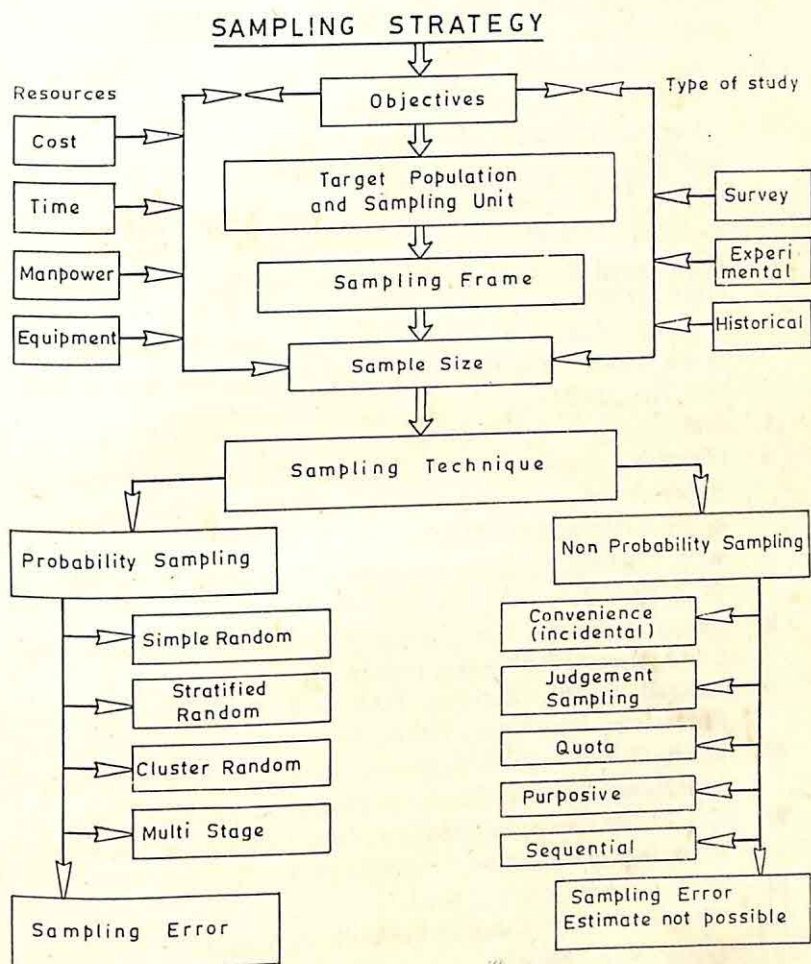 SAMPLING STRATEGY
Resources
Type of study
Objectives
Cost
Target Population
and Sampling Unit
Time
Survey
Manpower
Sampling Frame
Experi
mental
Equipment
Historical
Sample Size
Sampling Technique
Probability Sampling
Non Probability Sampling
Simple Random
Stratified
Random
Cluster Random
Multi Stage
Sampling Error
Convenience
(incidental)
Judgement
Sampling
Quota
Purposive
Sequential
Sampling Error
Estimate not possible